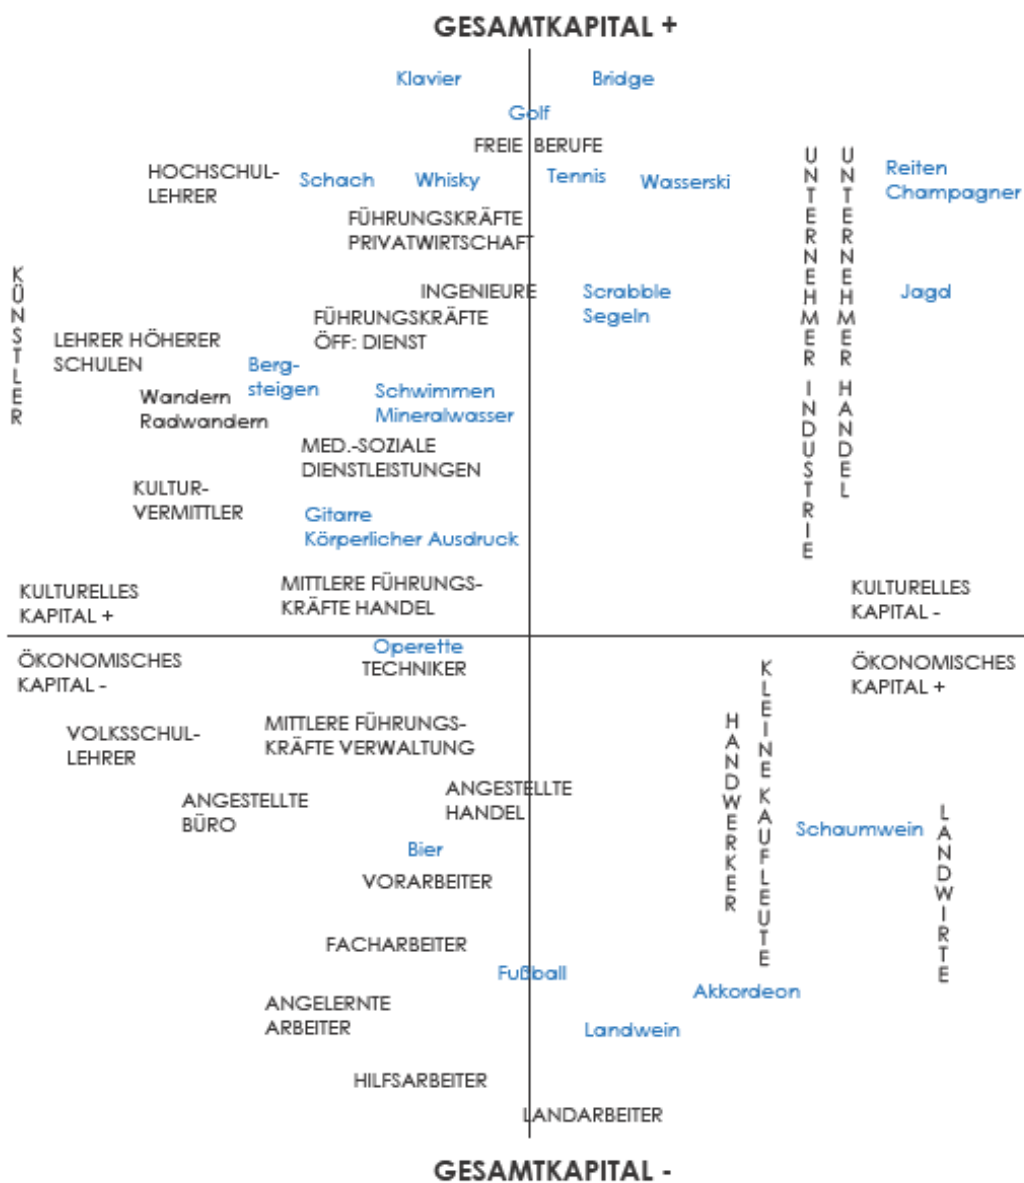 GESAMTKAPITAL +
Klavier
Bridge
Golf
FREIE BERUFE
HOCHSCHUL-
LEHRER
Schach
Whisky
Tennis
Wasserski
UNTERNEHMER INDUSTRIE
UNTERNEHMER HANDEL
Reiten
Champagner
FÜHRUNGSKRÄFTE
PRIVATWIRTSCHAFT
KÜNSTLER
INGENIEURE
Scrabble
Segeln
Jagd
FÜHRUNGSKRÄFTE
ÖFF: DIENST
LEHRER HÖHERER
SCHULEN
Berg-
steigen
Wandern
Radwandern
Schwimmen
Mineralwasser
MED.-SOZIALE
DIENSTLEISTUNGEN
KULTUR-
VERMITTLER
Gitarre
Körperlicher Ausdruck
KULTURELLES
KAPITAL +
MITTLERE FÜHRUNGS-
KRÄFTE HANDEL
KULTURELLES
KAPITAL -
Operette
TECHNIKER
ÖKONOMISCHES
KAPITAL -
KLEINE KAUFLEUTE
ÖKONOMISCHES
KAPITAL +
VOLKSSCHUL-
LEHRER
MITTLERE FÜHRUNGS-
KRÄFTE VERWALTUNG
HANDWERKER
ANGESTELLTE
BÜRO
ANGESTELLTE
HANDEL
Schaumwein
LANDWIRTE
Bier
VORARBEITER
FACHARBEITER
Fußball
Akkordeon
ANGELERNTE
ARBEITER
Landwein
HILFSARBEITER
LANDARBEITER
GESAMTKAPITAL -